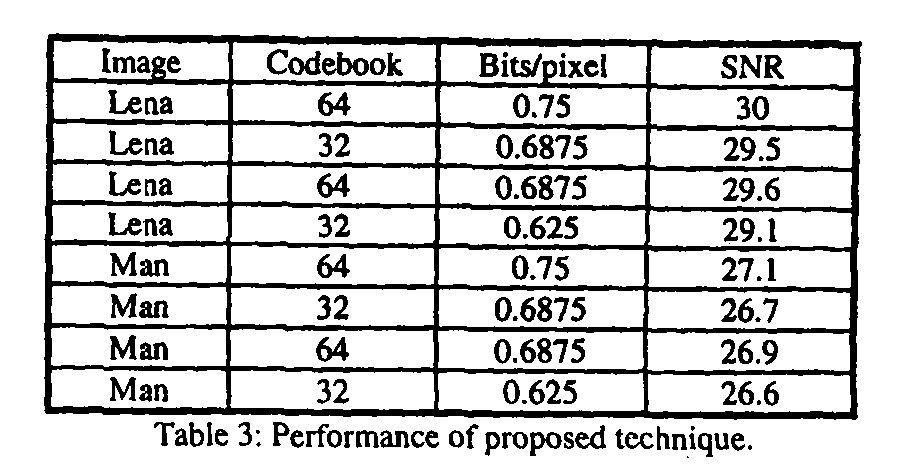 Image Codebook Bits/pixel SNR
Lena 64 0.75 30
Lena 32 0.6875 29.5
Lena 64 0.6875 29.6
Lena 32 0.625 29.1
Man 64 0.75 27.1
Man 32 0.6875 26.7
Man 64 0.6875 26.9
Man 32 0.625 26.6
Table 3: Performance of proposed technique.